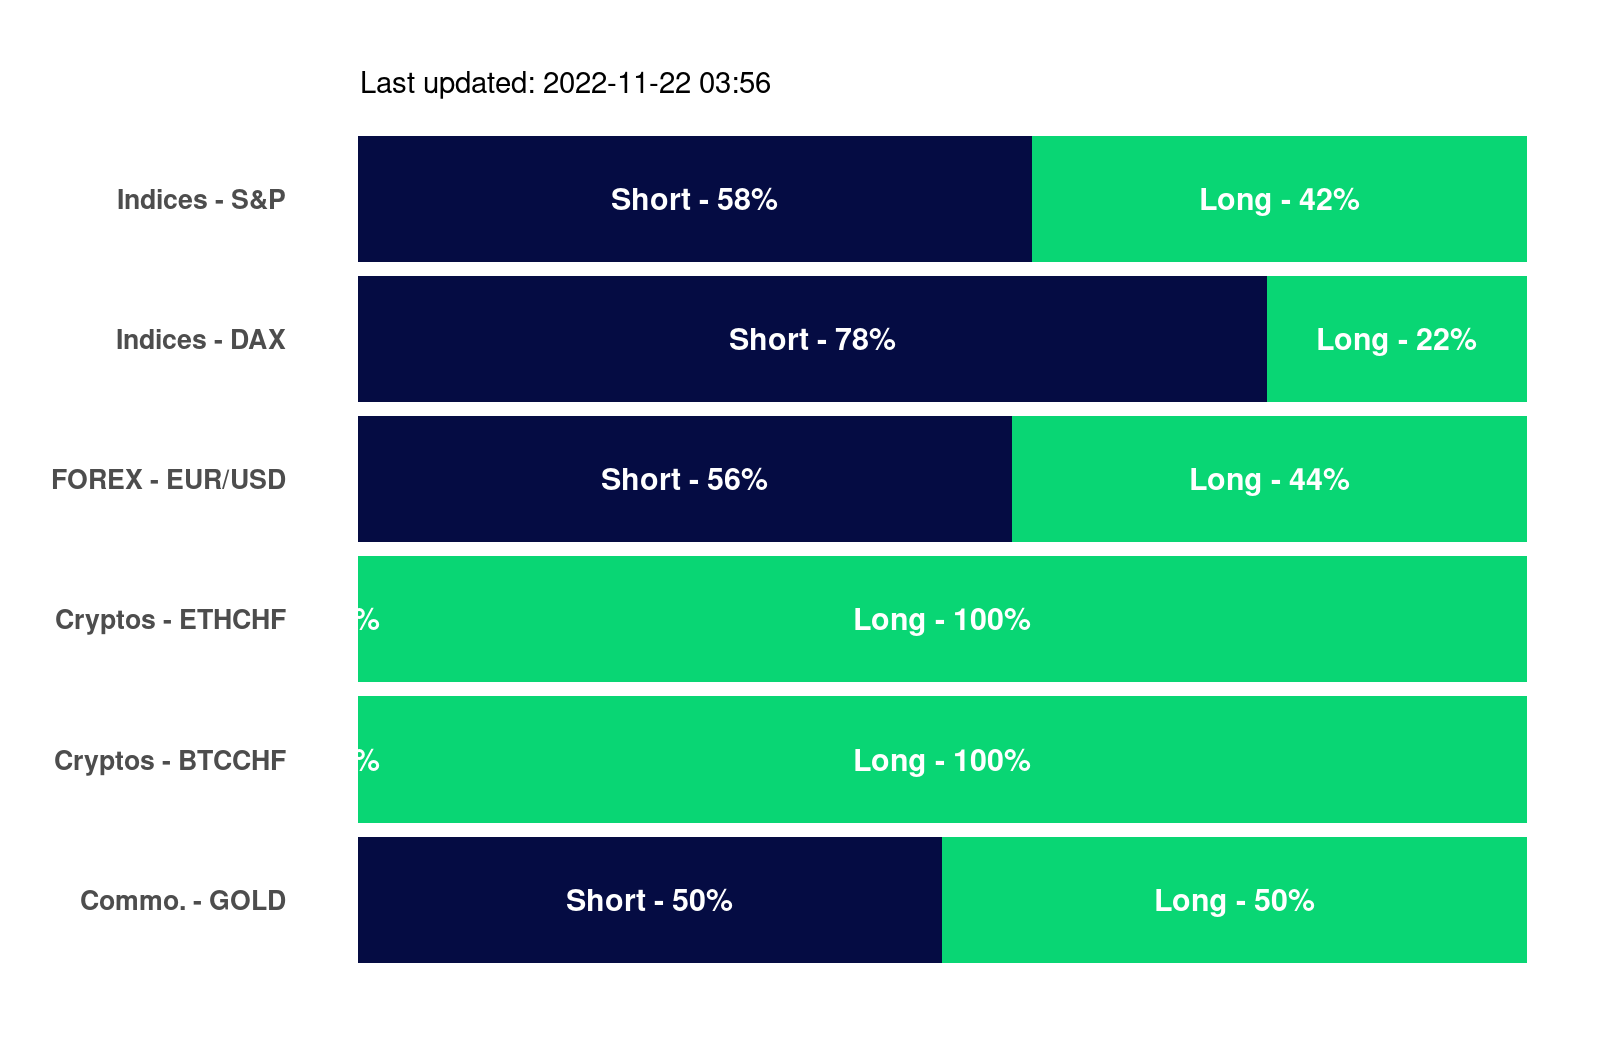 Last updated: 2022-11-22 03:56
Indices - S&P Short - 58% Long - 42%
Indices - DAX Short - 78% Long - 22%
FOREX - EUR/USD Short - 56% Long - 44%
Cryptos - ETHCHF % Long - 100%
Cryptos - BTCCHF % Long - 100%
Commo. - GOLD Short - 50% Long - 50%